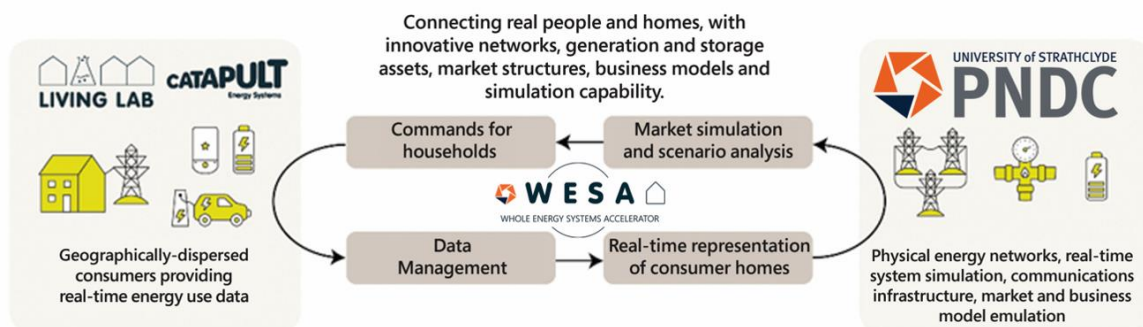 Connecting real people and homes, with
innovative networks, generation and storage
assets, market structures, business models and
simulation capability.
LIVING LAB
CATAPULT
Energy Systems
Geographically-dispersed
consumers providing
real-time energy use data
Commands for
households
Market simulation
and scenario analysis
WESA
WHOLE ENERGY SYSTEMS ACCELERATOR
Data
Management
Real-time representation
of consumer homes
UNIVERSITY of STRATHCLYDE
PNDC
Physical energy networks, real-time
system simulation, communications
infrastructure, market and business
model emulation